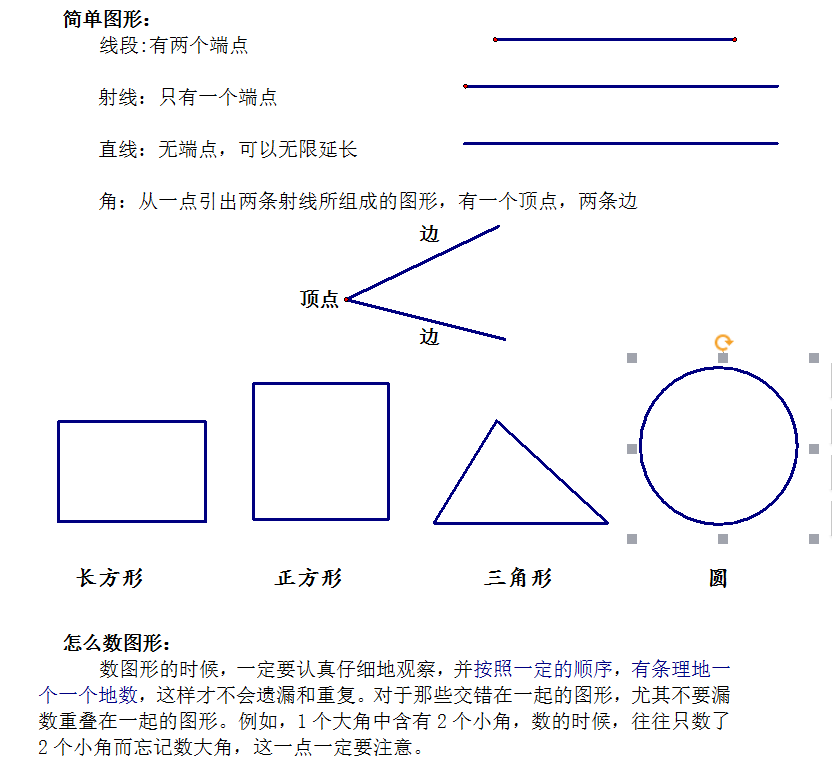 简单图形：
线段:有两个端点
射线：只有一个端点
直线：无端点，可以无限延长
角：从一点引出两条射线所组成的图形，有一个顶点，两条边
边
顶点
边
长方形
正方形
三角形
圆
怎么数图形：
数图形的时候，一定要认真仔细地观察，并按照一定的顺序，有条理地一
个一个地数，这样才不会遗漏和重复。对于那些交错在一起的图形，尤其不要漏
数重叠在一起的图形。例如，1个大角中含有2个小角，数的时候，往往只数了
2个小角而忘记数大角，这一点一定要注意。